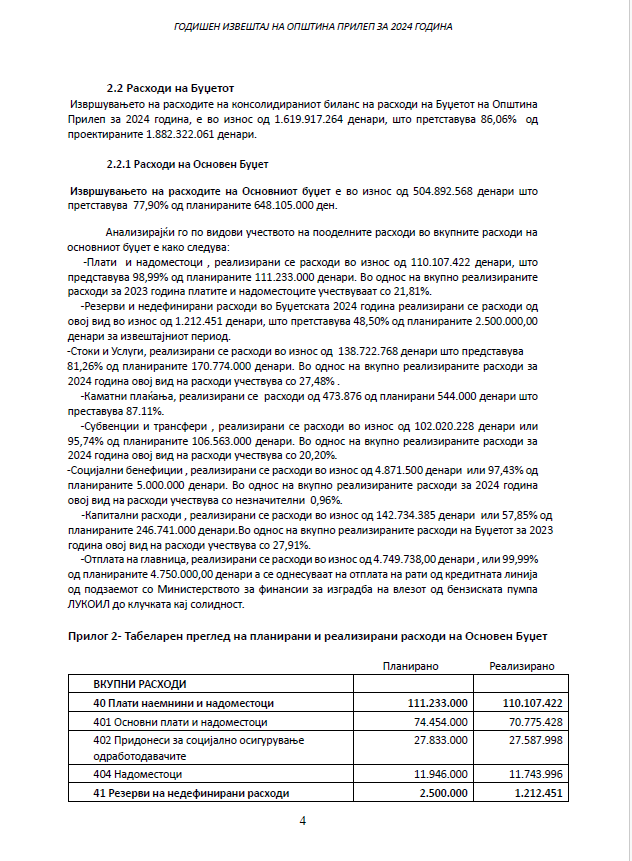 ГОДИШЕН ИЗВЕШТАЈ НА ОПШТИНА ПРИЛЕП ЗА 2024 ГОДИНА
2.2 Расходи на Буџетот
Извршувањето на расходите на консолидираниот биланс на расходи на Буџетот на Општина
Прилеп за 2024 година, е во износ од 1.619.917.264 денари, што претставува 86,06% од
проектираните 1.882.322.061 денари.
2.2.1 Расходи на Основен Буџет
Извршувањето на расходите на Основниот буџет е во износ од 504.892.568 денари што
претставува 77,90% од планираните 648.105.000 ден.
Анализирајќи го по видови учеството на поодделните расходи во вкупните расходи на
основниот буџет е како следува:
-Плати и надоместоци , реализирани се расходи во износ од 110.107.422 денари, што
представува 98,99% од планираните 111.233.000 денари. Во однос на вкупно реализираните
расходи за 2023 година платите и надоместоците учествуваат со 21,81%.
-Резерви и недефинирани расходи во Буџетската 2024 година реализирани се расходи од
овој вид во износ од 1.212.451 денари, што претставува 48,50% од планираните 2.500.000,00
денари за извештајниот период.
-Стоки и Услуги, реализирани се расходи во износ од 138.722.768 денари што представува
81,26% од планираните 170.774.000 денари. Во однос на вкупно реализираните расходи за
2024 година овој вид на расходи учествува со 27,48% .
-Каматни плаќања, реализирани се расходи од 473.876 од планирани 544.000 денари што
преставува 87.11%.
-Субвенции и трансфери , реализирани се расходи во износ од 102.020.228 денари или
95,74% од планираните 106.563.000 денари. Во однос на вкупно реализираните расходи за
2024 година овој вид на расходи учествува со 20,20%.
-Социјални бенефиции , реализирани се расходи во износ од 4.871.500 денари или 97,43% од
планираните 5.000.000 денари. Во однос на вкупно реализираните расходи за 2024 година
овој вид на расходи учествува со незначителни 0,96%.
-Капитални расходи , реализирани се расходи во износ од 142.734.385 денари или 57,85% од
планираните 246.741.000 денари.Во однос на вкупно реализираните расходи на Буџетот за 2023
година овој вид на расходи учествува со 27,91%.
-Отплата на главница, реализирани се расходи во износ од 4.749.738,00 денари , или 99,99%
од планираните 4.750.000,00 денари а се однесуваат на отплата на рати од кредитната линија
од подзаемот со Министерството за финансии за изградба на влезот од бензиската пумпа
ЛУКОИЛ до клучката кај солидност.
Прилог 2- Табеларен преглед на планирани и реализирани расходи на Основен Буџет
Планирано Реализирано
ВКУПНИ РАСХОДИ
40 Плати наемнини и надоместоци 111.233.000 110.107.422
401 Основни плати и надоместоци 74.454.000 70.775.428
402 Придонеси за социјално осигурување 27.833.000 27.587.998
одработодавачите
404 Надоместоци 11.946.000 11.743.996
41 Резерви на недефинирани расходи 2.500.000 1.212.451
4